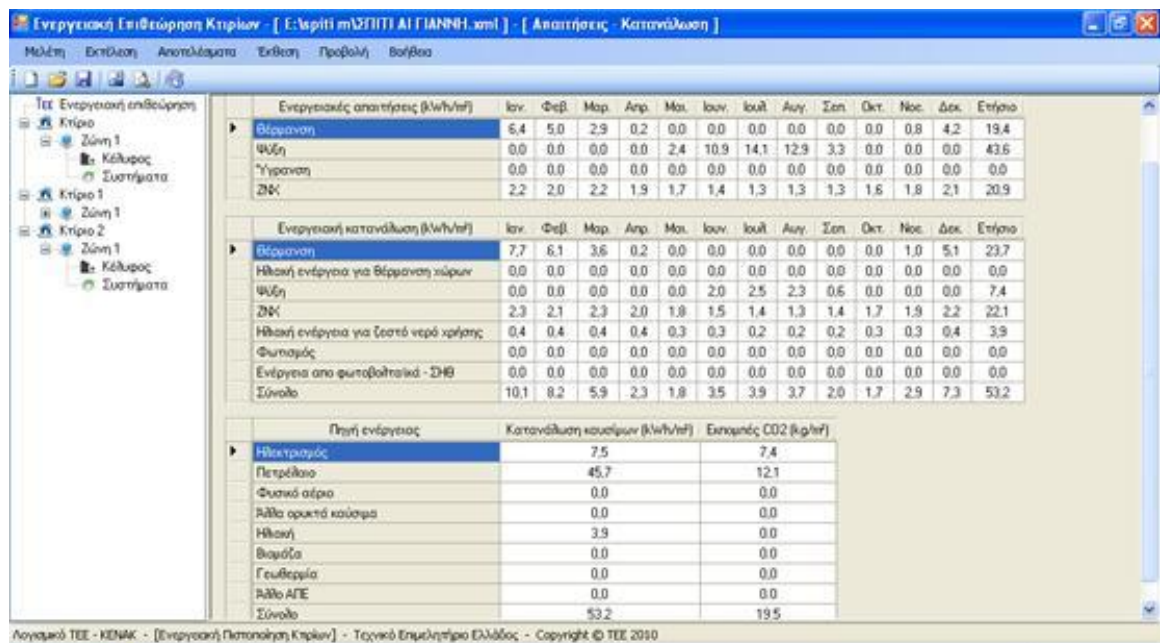 Ενεργειακή Επιθεώρηση Κτιρίων - [ E:\spiti m\ΣΠΙΤΙ ΑΙ ΓΙΑΝΝΗ.xml ] - [ Απαιτήσεις - Κατανάλωση ]
Μελέτη Εκτέλεση Αποτελέσματα Έκθεση Προβολή Βοήθεια
ΤΕΕ Ενεργειακή επιθεώρηση
Κτίριο
Ζώνη 1
Κέλυφος
Συστήματα
Κτίριο 1
Ζώνη 1
Κτίριο 2
Ζώνη 1
Κέλυφος
Συστήματα
Ενεργειακές απαιτήσεις (kWh/m²) Ιαν. Φεβ. Μαρ. Απρ. Μαι. Ιουν. Ιουλ. Αυγ. Σεπ. Οκτ. Νοε. Δεκ. Ετήσιο
Θέρμανση 6,4 5,0 2,9 0,2 0,0 0,0 0,0 0,0 0,0 0,0 0,8 4,2 19,4
Ψύξη 0,0 0,0 0,0 0,0 2,4 10,9 14,1 12,9 3,3 0,0 0,0 0,0 43,6
Ύγρανση 0,0 0,0 0,0 0,0 0,0 0,0 0,0 0,0 0,0 0,0 0,0 0,0 0,0
ΖΝΧ 2,2 2,0 2,2 1,9 1,7 1,4 1,3 1,3 1,3 1,6 1,8 2,1 20,9
Ενεργειακή κατανάλωση (kWh/m²) Ιαν. Φεβ. Μαρ. Απρ. Μαι. Ιουν. Ιουλ. Αυγ. Σεπ. Οκτ. Νοε. Δεκ. Ετήσιο
Θέρμανση 7,7 6,1 3,6 0,2 0,0 0,0 0,0 0,0 0,0 0,0 1,0 5,1 23,7
Ηλιακή ενέργεια για θέρμανση χώρων 0,0 0,0 0,0 0,0 0,0 0,0 0,0 0,0 0,0 0,0 0,0 0,0 0,0
Ψύξη 0,0 0,0 0,0 0,0 0,0 2,0 2,5 2,3 0,6 0,0 0,0 0,0 7,4
ΖΝΧ 2,3 2,1 2,3 2,0 1,8 1,5 1,4 1,3 1,4 1,7 1,9 2,2 22,1
Ηλιακή ενέργεια για ζεστό νερό χρήσης 0,4 0,4 0,4 0,4 0,3 0,3 0,2 0,2 0,2 0,3 0,3 0,4 3,9
Φωτισμός 0,0 0,0 0,0 0,0 0,0 0,0 0,0 0,0 0,0 0,0 0,0 0,0 0,0
Ενέργεια απο φωτοβολταϊκά - ΣΗΘ 0,0 0,0 0,0 0,0 0,0 0,0 0,0 0,0 0,0 0,0 0,0 0,0 0,0
Σύνολο 10,1 8,2 5,9 2,3 1,8 3,5 3,9 3,7 2,0 1,7 2,9 7,3 53,2
Πηγή ενέργειας Κατανάλωση καυσίμων (kWh/m²) Εκπομπές CO2 (kg/m²)
Ηλεκτρισμός 7,5 7,4
Πετρέλαιο 45,7 12,1
Φυσικό αέριο 0,0 0,0
Άλλα ορυκτά καύσιμα 0,0 0,0
Ηλιακή 3,9 0,0
Βιομάζα 0,0 0,0
Γεωθερμία 0,0 0,0
Άλλο ΑΠΕ 0,0 0.0
Σύνολο 53.2 19.5
Λογισμικό ΤΕΕ - ΚΕΝΑΚ - [Ενεργειακή Πιστοποίηση Κτιρίων] - Τεχνικό Επιμελητήριο Ελλάδος - Copyright © ΤΕΕ 2010